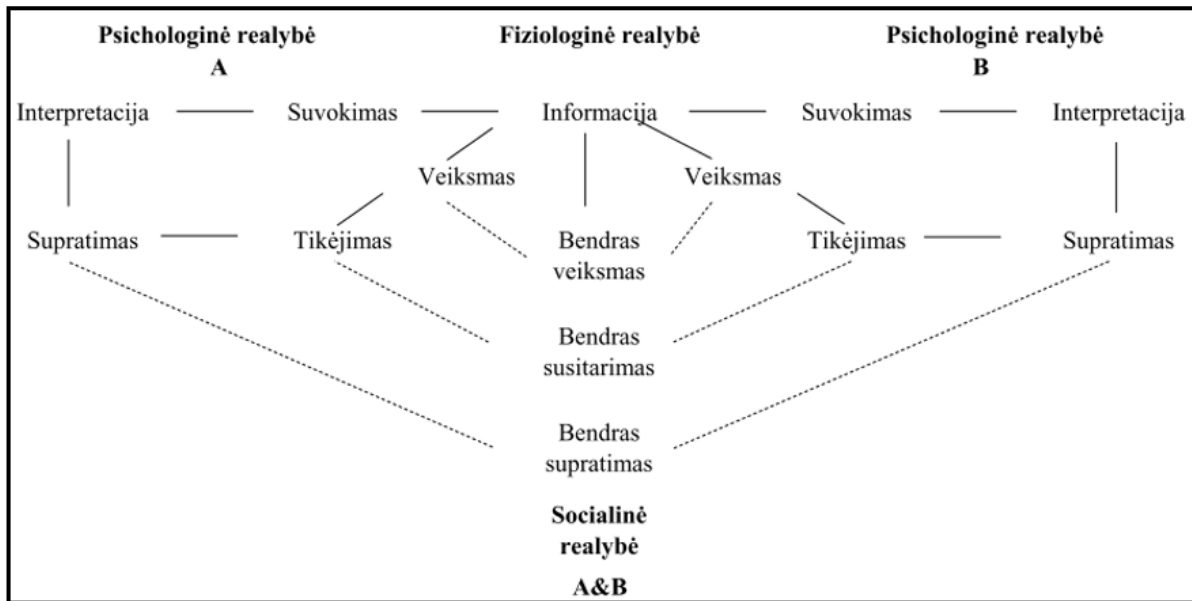 Psichologinė realybė Fiziologinė realybė Psichologinė realybė
A B
Interpretacija Suvokimas Informacija Suvokimas Interpretacija
Veiksmas Veiksmas
Supratimas Tikėjimas Bendras Tikėjimas Supratimas
veiksmas
Bendras
susitarimas
Bendras
supratimas
Socialinė
realybė
A&B